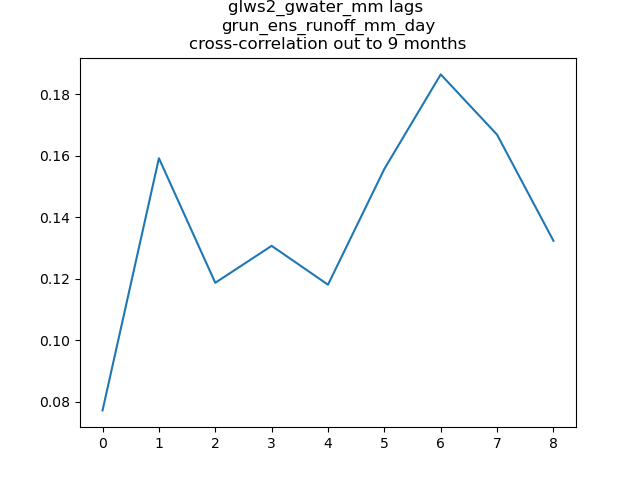 glws2_gwater_mm lags
grun_ens_runoff_mm_day
cross-correlation out to 9 months
0.18
0.16
0.14
0.12
0.10
0.08
0 1 2 3 4 5 6 7 8